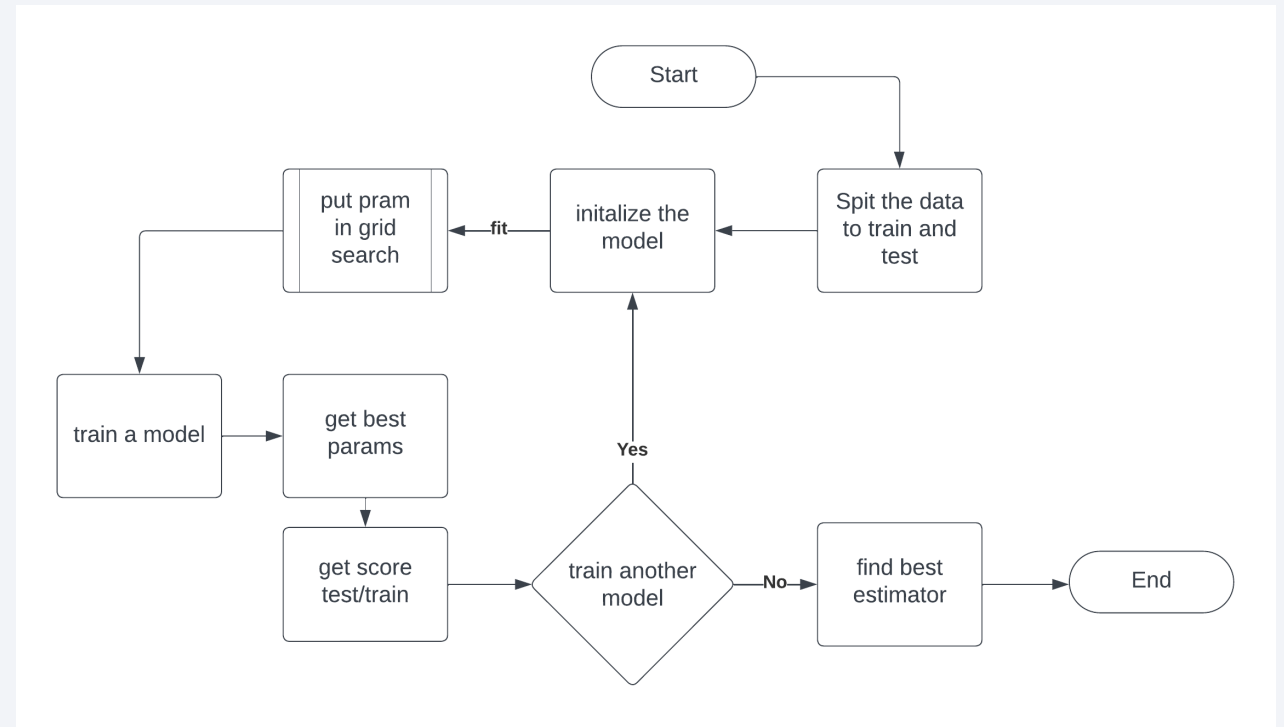 Start
Spit the data
to train and
test
initalize the
model
fit
put pram
in grid
search
train a model
get best
params
get score
test/train
train another
model
Yes
No
find best
estimator
End